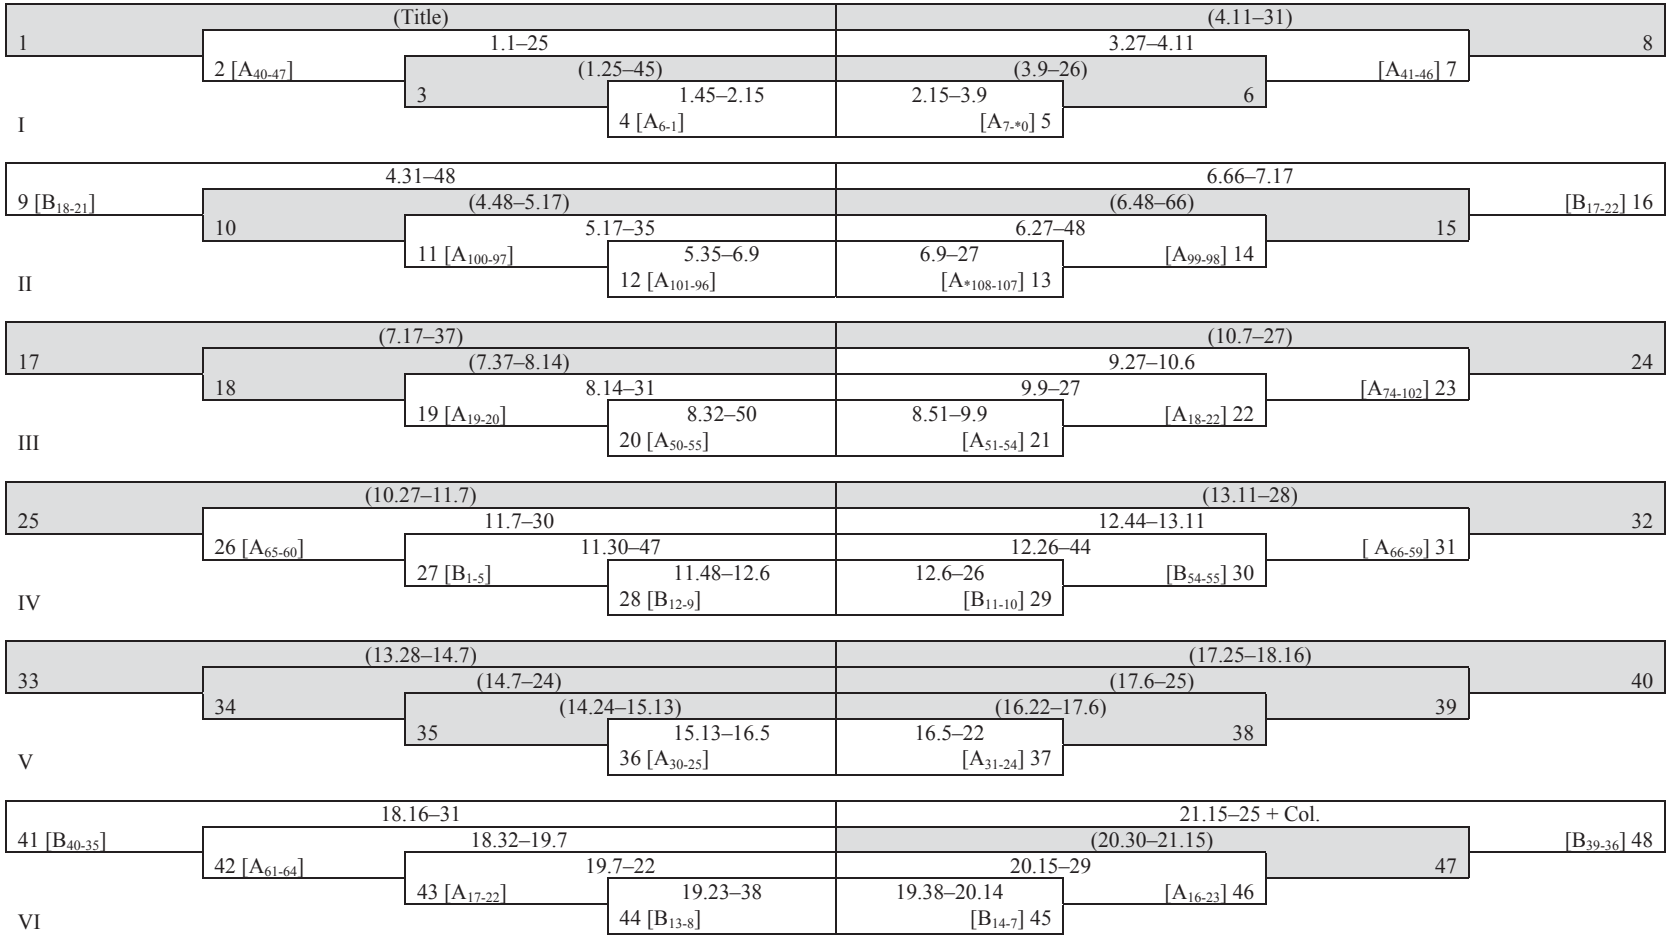 (Title) (4.11–31)
1 1.1–25 3.27–4.11 8
2 [A40-47] (1.25–45) (3.9–26) [A41-46] 7
3 1.45–2.15 2.15–3.9 6
I 4 [A6-1] [A7-*0] 5
4.31–48 6.66–7.17
9 [B18-21] (4.48–5.17) (6.48–66) [B17-22] 16
10 5.17–35 6.27–48 15
11 [A100-97] 5.35–6.9 6.9–27 [A99-98] 14
II 12 [A101-96] [A*108-107] 13
(7.17–37) (10.7–27)
17 (7.37–8.14) 9.27–10.6 24
18 8.14–31 9.9–27 [A74-102] 23
19 [A19-20] 8.32–50 8.51–9.9 [A18-22] 22
III 20 [A50-55] [A51-54] 21
(10.27–11.7) (13.11–28)
25 11.7–30 12.44–13.11 32
26 [A65-60] 11.30–47 12.26–44 [ A66-59] 31
27 [B1-5] 11.48–12.6 12.6–26 [B54-55] 30
IV 28 [B12-9] [B11-10] 29
(13.28–14.7) (17.25–18.16)
33 (14.7–24) (17.6–25) 40
34 (14.24–15.13) (16.22–17.6) 39
35 15.13–16.5 16.5–22 38
V 36 [A30-25] [A31-24] 37
18.16–31 21.15–25 + Col.
41 [B40-35] 18.32–19.7 (20.30–21.15) [B39-36] 48
42 [A61-64] 19.7–22 20.15–29 47
43 [A17-22] 19.23–38 19.38–20.14 [A16-23] 46
VI 44 [B13-8] [B14-7] 45